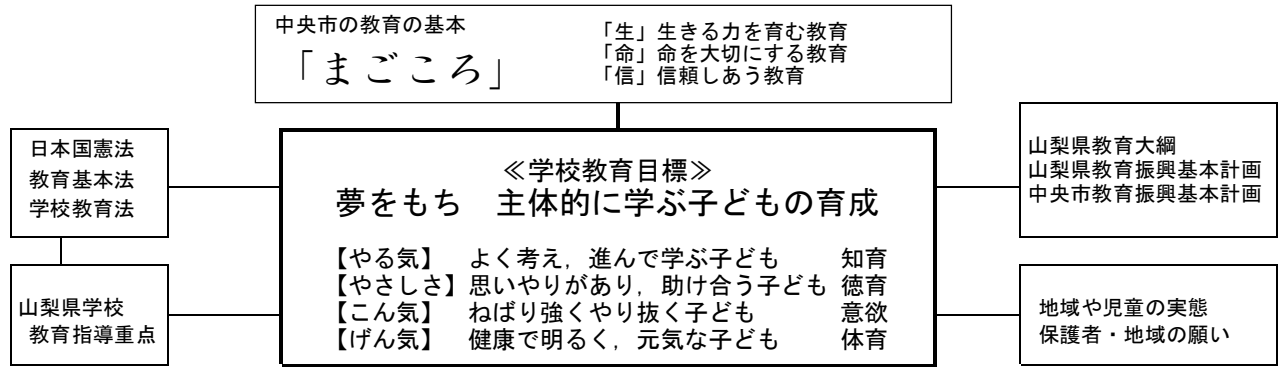 中央市の教育の基本
「まごころ」
「生」生きる力を育む教育
「命」命を大切にする教育
「信」信頼しあう教育
日本国憲法
教育基本法
学校教育法
山梨県学校
教育指導重点
≪学校教育目標≫
夢をもち　主体的に学ぶ子どもの育成
【やる気】　よく考え，進んで学ぶ子ども　知育
【やさしさ】思いやりがあり，助け合う子ども　徳育
【こん気】　ねばり強くやり抜く子ども　意欲
【げん気】　健康で明るく，元気な子ども　体育
山梨県教育大綱
山梨県教育振興基本計画
中央市教育振興基本計画
地域や児童の実態
保護者・地域の願い